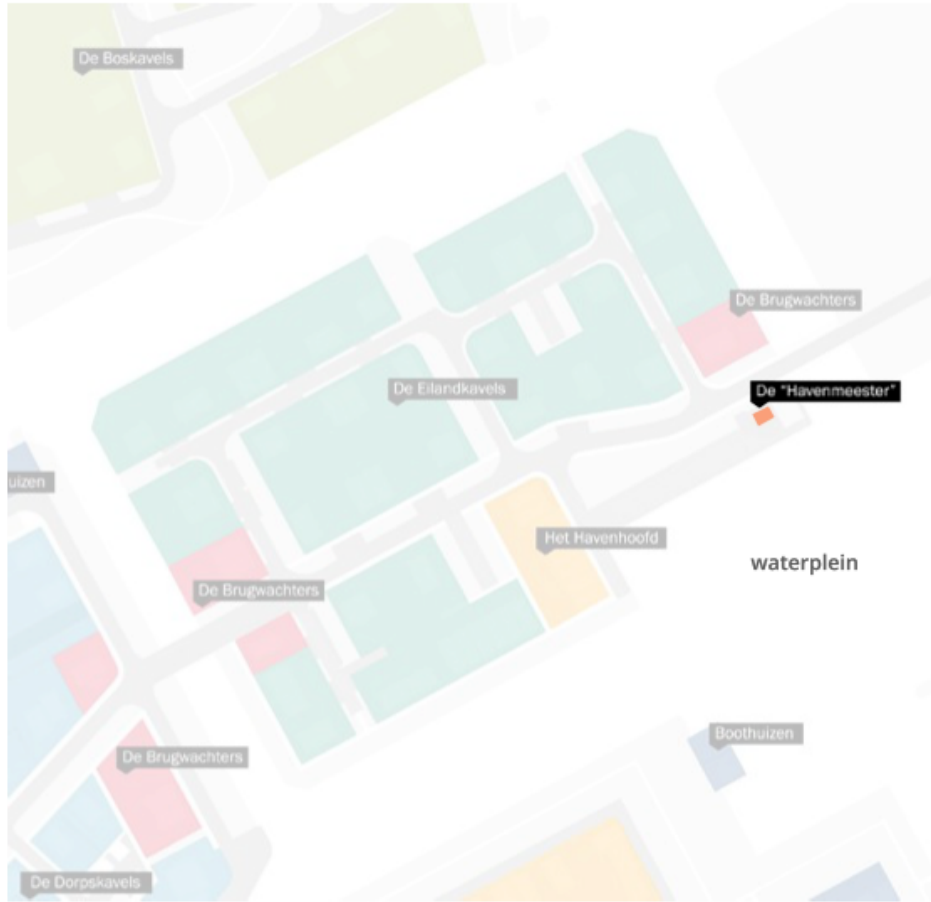 De Boskavels
De Brugwachters
De Eilandkavels
De "Havenmeester"
uizen
Het Havenhoofd
waterplein
De Brugwachters
Boothuizen
De Brugwachters
De Dorpskavels